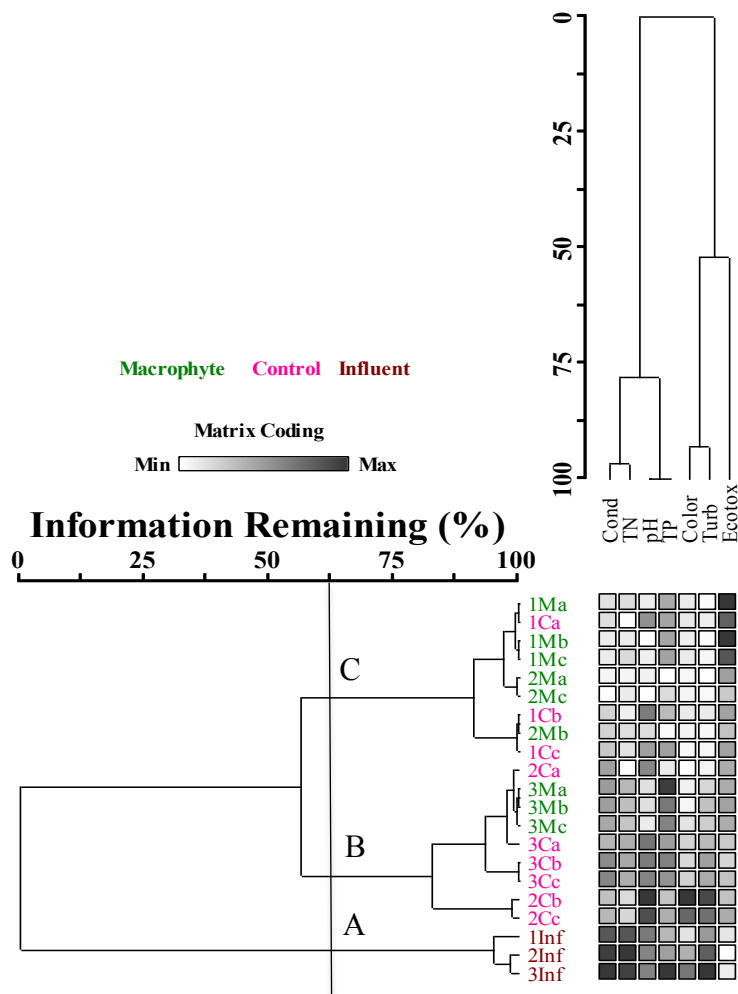 0
25
50
75
100
Macrophyte Control Influent
Matrix Coding
Min Max
Cond
TN
pH
TP
Color
Turb
Ecotox
Information Remaining (%)
0 25 50 75 100
1Ma
1Ca
1Mb
1Mc
2Ma
2Mc
1Cb
2Mb
1Cc
2Ca
3Ma
3Mb
3Mc
3Ca
3Cb
3Cc
2Cb
2Cc
1Inf
2Inf
3Inf
C
B
A